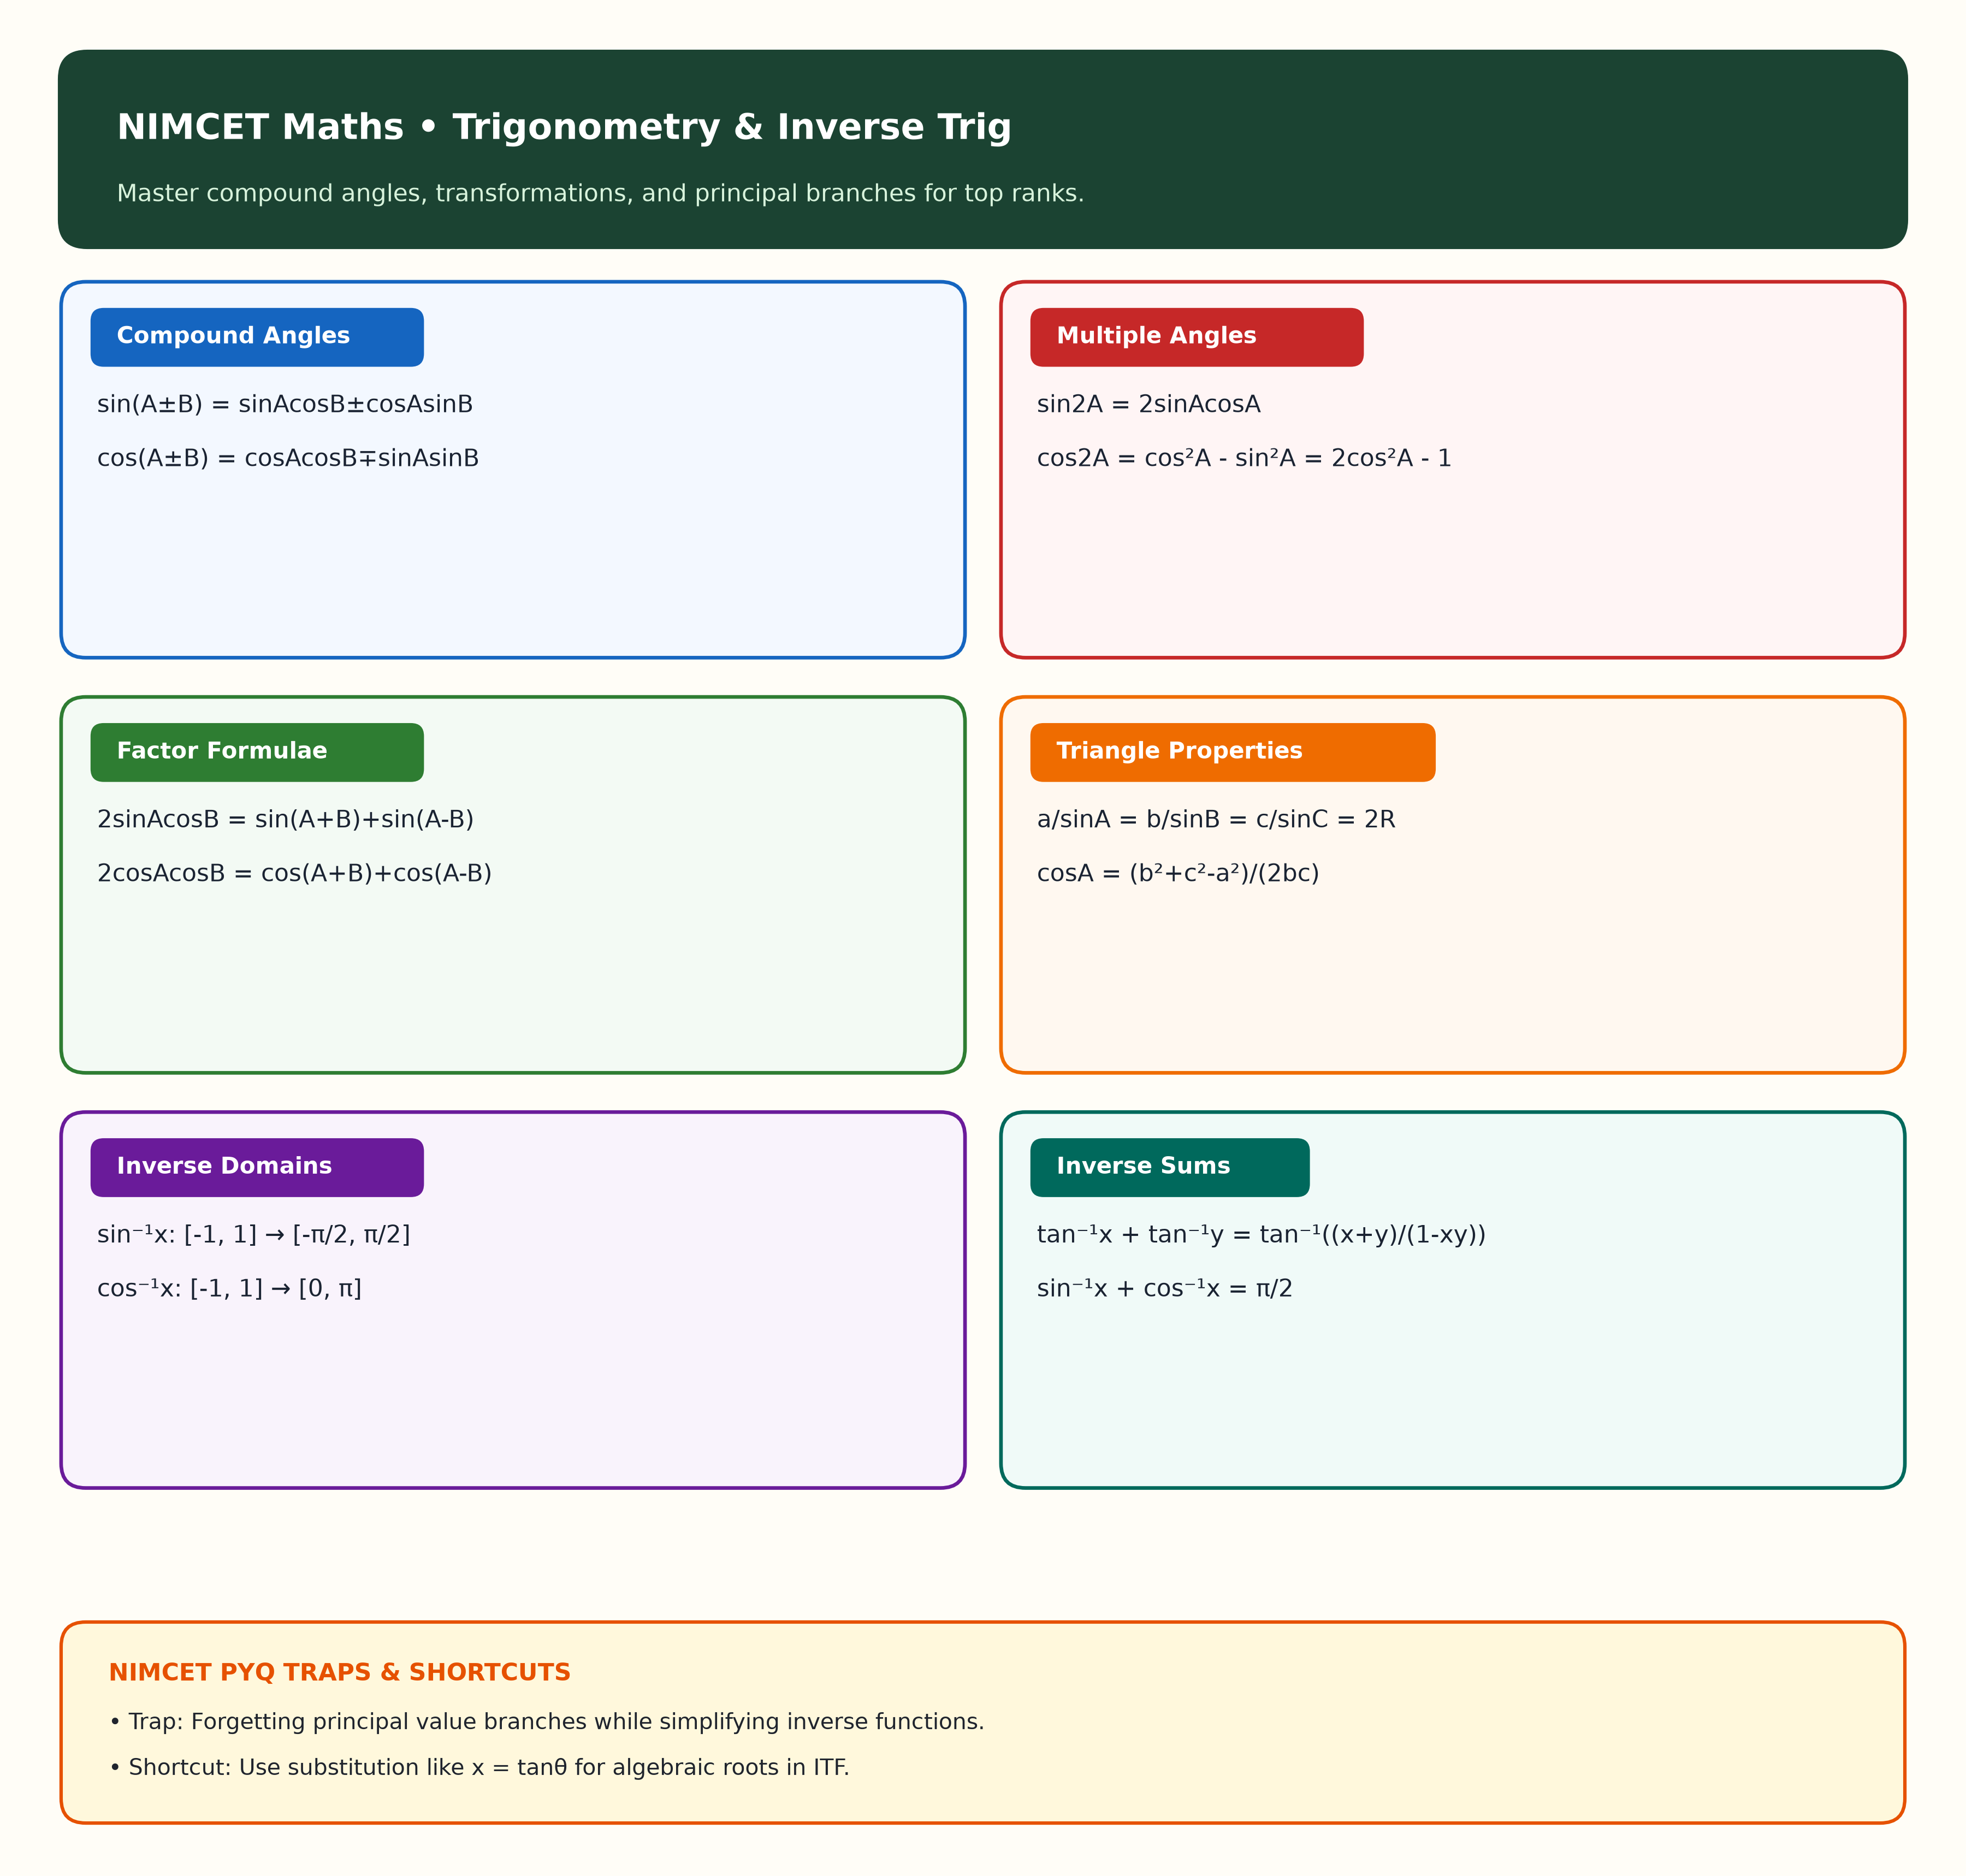 NIMCET Maths • Trigonometry & Inverse Trig
Master compound angles, transformations, and principal branches for top ranks.
Compound Angles
sin(A±B) = sinAcosB±cosAsinB
cos(A±B) = cosAcosB∓sinAsinB
Multiple Angles
sin2A = 2sinAcosA
cos2A = cos²A - sin²A = 2cos²A - 1
Factor Formulae
2sinAcosB = sin(A+B)+sin(A-B)
2cosAcosB = cos(A+B)+cos(A-B)
Triangle Properties
a/sinA = b/sinB = c/sinC = 2R
cosA = (b²+c²-a²)/(2bc)
Inverse Domains
sin⁻¹x: [-1, 1] → [-π/2, π/2]
cos⁻¹x: [-1, 1] → [0, π]
Inverse Sums
tan⁻¹x + tan⁻¹y = tan⁻¹((x+y)/(1-xy))
sin⁻¹x + cos⁻¹x = π/2
NIMCET PYQ TRAPS & SHORTCUTS
• Trap: Forgetting principal value branches while simplifying inverse functions.
• Shortcut: Use substitution like x = tanθ for algebraic roots in ITF.